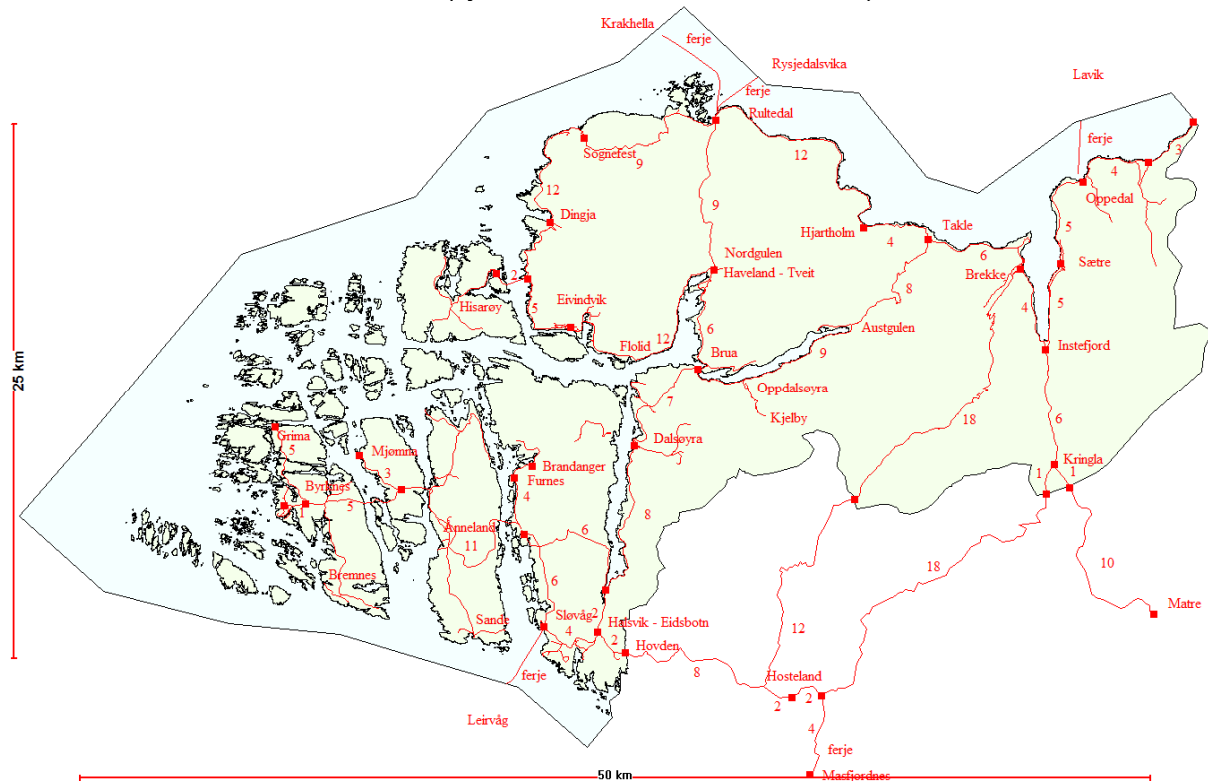 Krakhella
ferje
Rysjedalsvika
Lavik
ferje
ferje
Rultedal
3
Sognefest
9
12
4
12
Oppedal
Dingja
9
5
Hjartholm
4
Takle
Nordgulen
6
Sætre
2
Haveland - Tveit
Brekke
8
4
5
Hisarøy
5
Eivindvik
6
Austgulen
12
Flolid
9
Instefjord
Brua
25 km
Oppdalsøyra
7
Kjelby
18
6
Grima
5
Mjømna
Dalsøyra
3
Brandanger
Kringla
Furnes
1
1
Byrknes
4
1
5
8
Anneland
6
11
10
18
Bremnes
6
Matre
2
Sande
Sløvåg
4
Halsvik - Eidsbotn
12
2
Hovden
8
ferje
Hosteland
2
2
Leirvåg
4
ferje
50 km
Masfjordnes